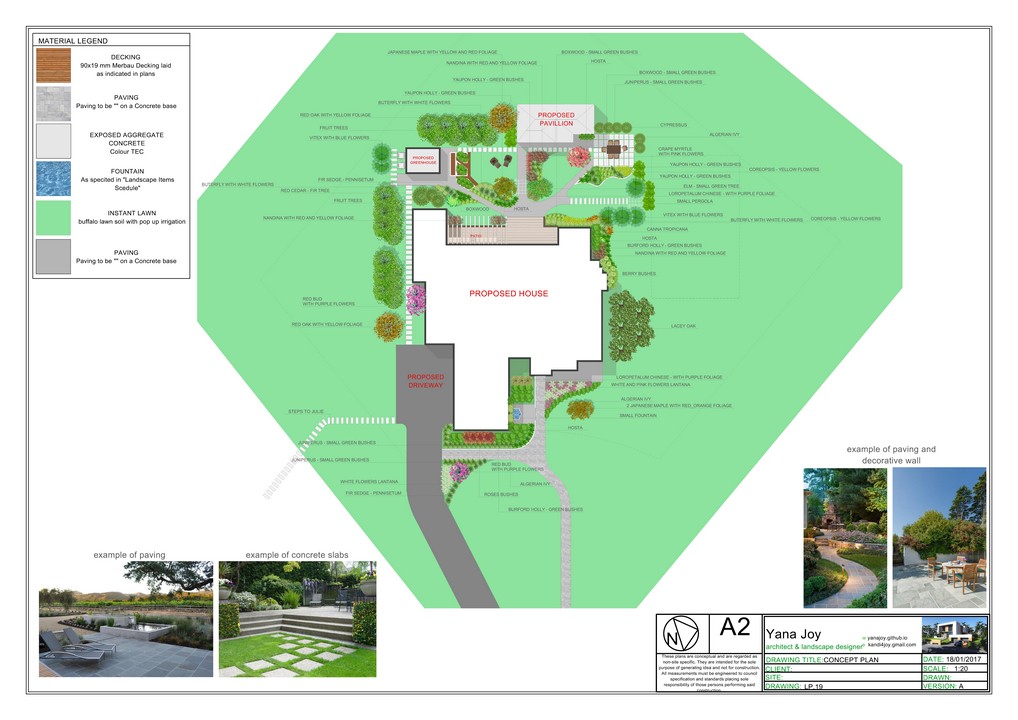 MATERIAL LEGEND
DECKING
90x19 mm Merbau Decking laid
as indicated in plans
PAVING
Paving to be "" on a Concrete base
EXPOSED AGGREGATE
CONCRETE
Colour TEC
FOUNTAIN
As specited in "Landscape Items
Scedule"
INSTANT LAWN
buffalo lawn soil with pop up irrigation
PAVING
Paving to be "" on a Concrete base
JAPANESE MAPLE WITH YELLOW AND RED FOLIAGE
NANDINA WITH RED AND YELLOW FOLIAGE
YAUPON HOLLY - GREEN BUSHES
YAUPON HOLLY - GREEN BUSHES
BUTERFLY WITH WHITE FLOWERS
RED OAK WITH YELLOW FOLIAGE
FRUIT TREES
VITEX WITH BLUE FLOWERS
BOXWOOD - SMALL GREEN BUSHES
HOSTA
BOXWOOD - SMALL GREEN BUSHES
JUNIPERUS - SMALL GREEN BUSHES
PROPOSED
PAVILLION
CYPRESSUS
ALGERIAN IVY
CRAPE MYRTLE
WITH PINK FLOWERS
PROPOSED
GREENHOUSE
YAUPON HOLLY - GREEN BUSHES
COREOPSIS - YELLOW FLOWERS
YAUPON HOLLY - GREEN BUSHES
FIR SEDGE - PENNISETUM
BUTTERFLY WITH WHITE FLOWERS
RED CEDAR - FIR TREE
ELM - SMALL GREEN TREE
LOROPETALUM CHINESE - WITH PURPLE FOLIAGE
SMALL PERGOLA
FRUIT TREES
BOXWOOD
HOSTA
NANDINA WITH RED AND YELLOW FOLIAGE
VITEX WITH BLUE FLOWERS
BUTTERFLY WITH WHITE FLOWERS
COREOPSIS - YELLOW FLOWERS
CANNA TROPICANA
HOSTA
BURFORD HOLLY - GREEN BUSHES
NANDINA WITH RED AND YELLOW FOLIAGE
BERRY BUSHES
PROPOSED HOUSE
RED BUD
WITH PURPLE FLOWERS
RED OAK WITH YELLOW FOLIAGE
LACEY OAK
PROPOSED
DRIVEWAY
LOROPETALUM CHINESE - WITH PURPLE FOLIAGE
WHITE AND PINK FLOWERS LANTANA
ALGERIAN IVY
2 JAPANESE MAPLE WITH RED_ORANGE FOLIAGE
SMALL FOUNTAIN
HOSTA
STEPS TO JULIE
JUNIPERUS - SMALL GREEN BUSHES
JUNIPERUS - SMALL GREEN BUSHES
RED BUD
WITH PURPLE FLOWERS
WHITE FLOWERS LANTANA
ALGERIAN IVY
FIR SEDGE - PENNISETUM
ROSES BUSHES
BURFORD HOLLY - GREEN BUSHES
example of paving and
decorative wall
example of paving
example of concrete slabs
N
A2
Yana Joy
architect & landscape designer"
w yanajoy.github.io
kandi4joy.gmail.com
These plans are conceptual and are regarded as
non-site specific. They are intended for the sole
purpose of generating idea and not for construction.
All measurements must be engineered to council
specification and standards placing sole
responsibility of those persons performing said
construction.
DRAWING TITLE: CONCEPT PLAN
DATE: 18/01/2017
CLIENT:
SCALE: 1:20
SITE:
DRAWN:
DRAWING: LP.19
VERSION: A